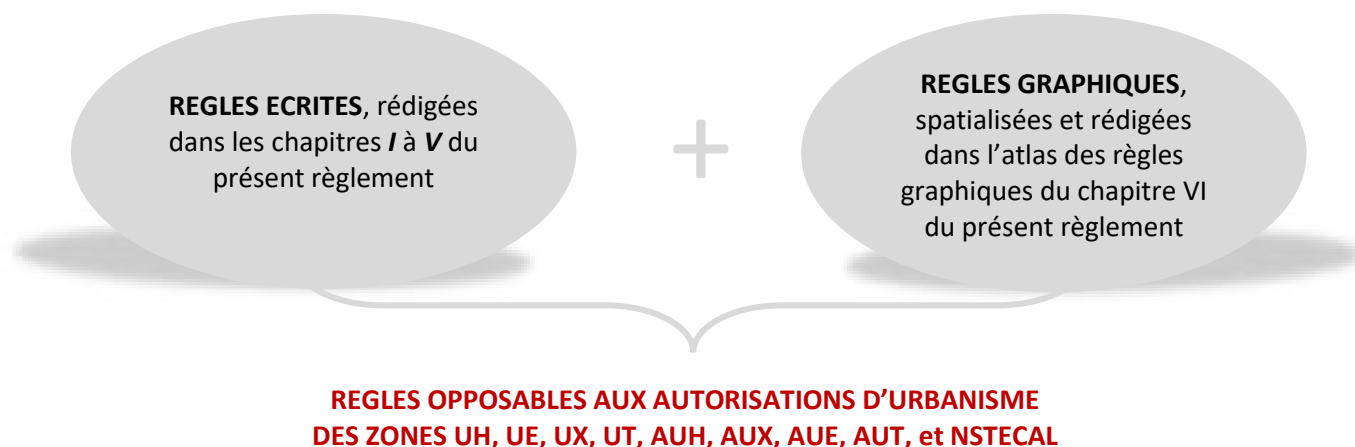 REGLES ECRITES, rédigées
dans les chapitres I à V du
présent règlement
+
REGLES GRAPHIQUES,
spatialisées et rédigées
dans l’atlas des règles
graphiques du chapitre VI
du présent règlement
REGLES OPPOSABLES AUX AUTORISATIONS D’URBANISME
DES ZONES UH, UE, UX, UT, AUH, AUX, AUE, AUT, et NSTECAL